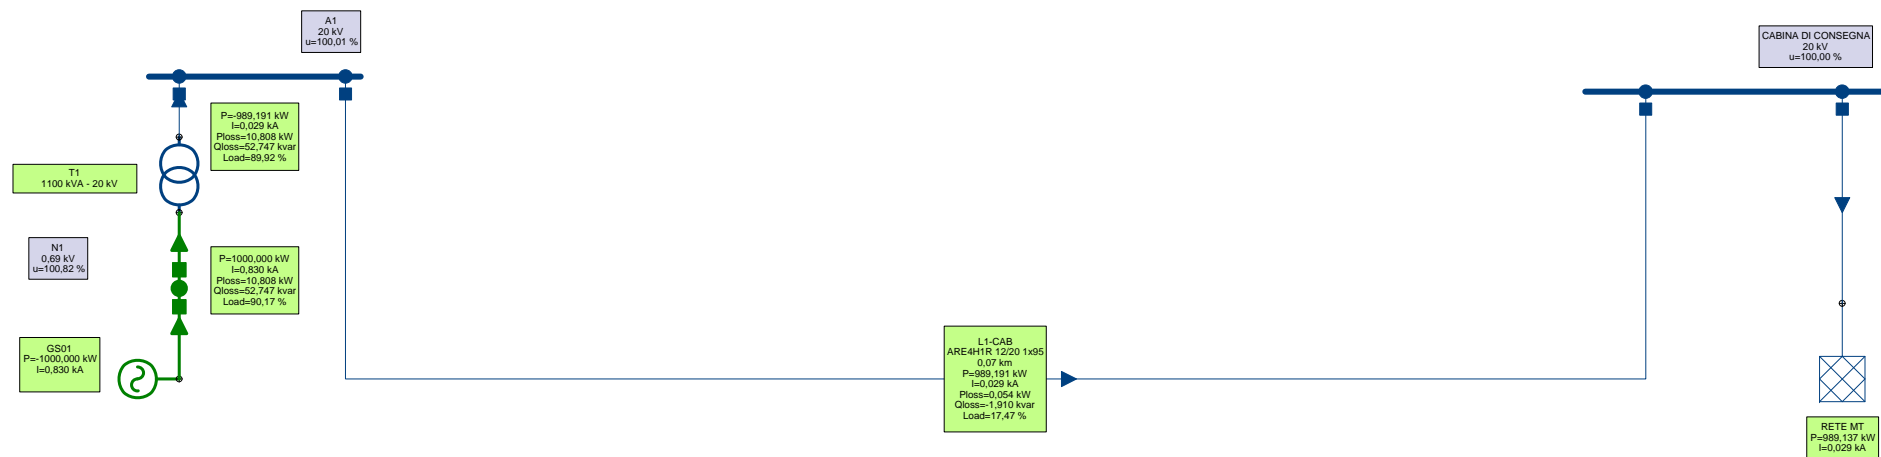 A1
20 kV
u=100,01 %
CABINA DI CONSEGNA
20 kV
u=100,00 %
P=-989,191 kW
I=0,029 kA
Ploss=10,808 kW
Qloss=52,747 kvar
Load=89,92 %
T1
1100 kVA - 20 kV
N1
0,69 kV
u=100,82 %
P=1000,000 kW
I=0,830 kA
Ploss=10,808 kW
Qloss=52,747 kvar
Load=90,17 %
GS01
P=-1000,000 kW
I=0,830 kA
L1-CAB
ARE4H1R 12/20 1x95
0,07 km
P=989,191 kW
I=0,029 kA
Ploss=0,054 kW
Qloss=-1,910 kvar
Load=17,47 %
RETE MT
P=989,137 kW
I=0,029 kA